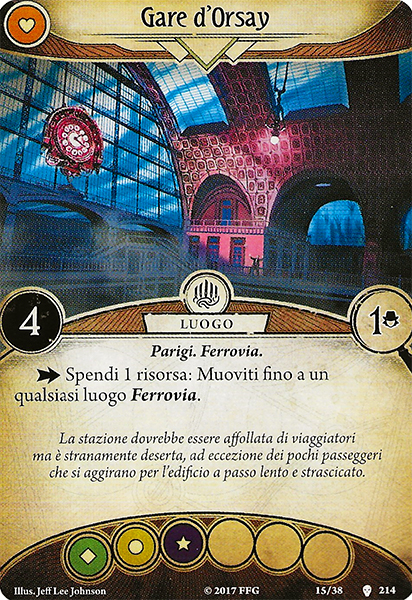 Gare d'Orsay
4
LUOGO
1
Parigi. Ferrovia.
Spendi 1 risorsa: Muoviti fino a un
qualsiasi luogo Ferrovia.
La stazione dovrebbe essere affollata di viaggiatori
ma è stranamente deserta, ad eccezione dei pochi passeggeri
che si aggirano per l'edificio a passo lento e strascicato.
Illus. Jeff Lee Johnson
© 2017 FFG
15/38
214